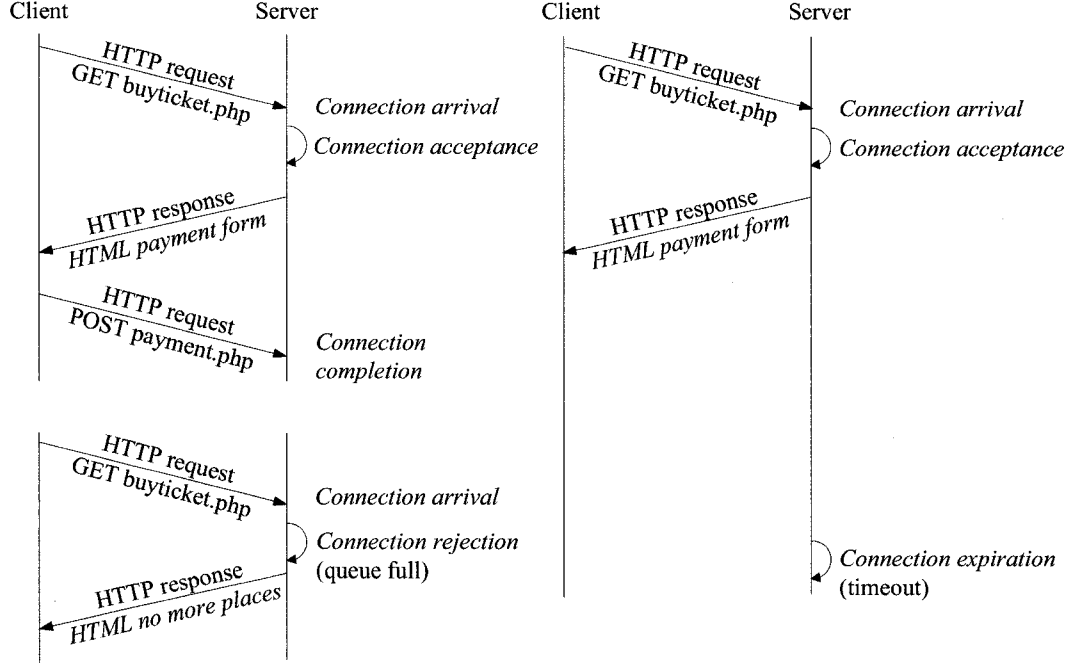 Client
Server
HTTP request
GET buyticket.php
Connection arrival
Connection acceptance
HTTP response
HTML payment form
HTTP request
POST payment.php
Connection
completion
HTTP request
GET buyticket.php
Connection arrival
Connection rejection
(queue full)
HTTP response
HTML no more places
Client
Server
HTTP request
GET buyticket.php
Connection arrival
Connection acceptance
HTTP response
HTML payment form
Connection expiration
(timeout)